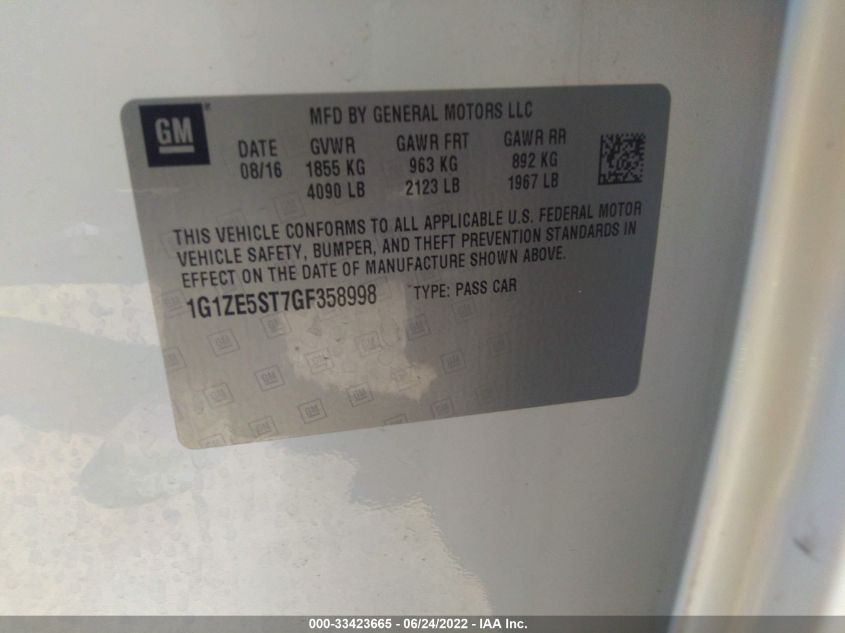 GM
MFD BY GENERAL MOTORS LLC
DATE GVWR GAWR FRT GAWR RR
08/16 1855 KG 963 KG 892 KG
4090 LB 2123 LB 1967 LB
THIS VEHICLE CONFORMS TO ALL APPLICABLE U.S. FEDERAL MOTOR
VEHICLE SAFETY, BUMPER, AND THEFT PREVENTION STANDARDS IN
EFFECT ON THE DATE OF MANUFACTURE SHOWN ABOVE.
1G1ZE5ST7GF358998 TYPE: PASS CAR
000-33423665 - 06/24/2022 - IAA Inc.